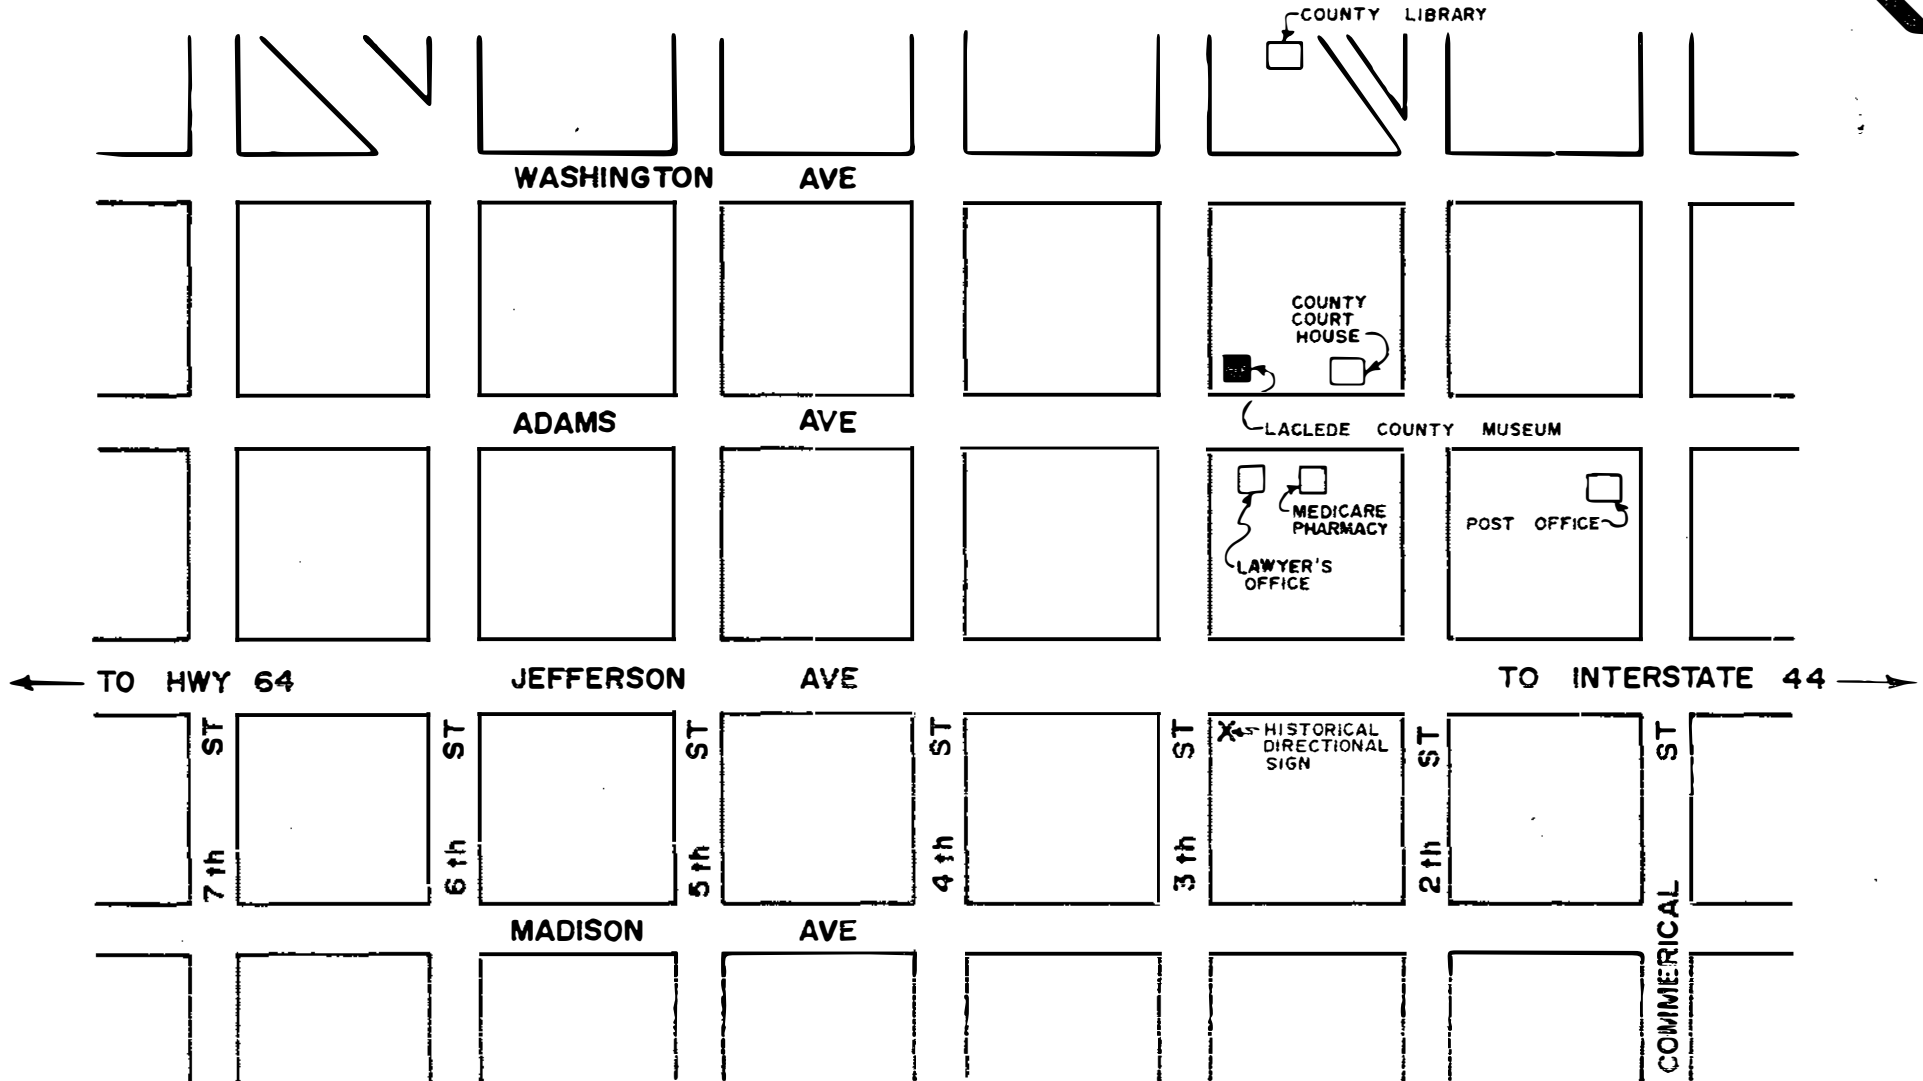 COUNTY LIBRARY
WASHINGTON AVE
COUNTY
COURT
HOUSE
ADAMS AVE
LACLEDE COUNTY MUSEUM
MEDICARE
PHARMACY
POST OFFICE
LAWYER'S
OFFICE
TO HWY 64
JEFFERSON AVE
TO INTERSTATE 44
7th ST
6th ST
5th ST
4th ST
3th ST
HISTORICAL
DIRECTIONAL
SIGN
2th ST
COMMERICAL ST
MADISON AVE